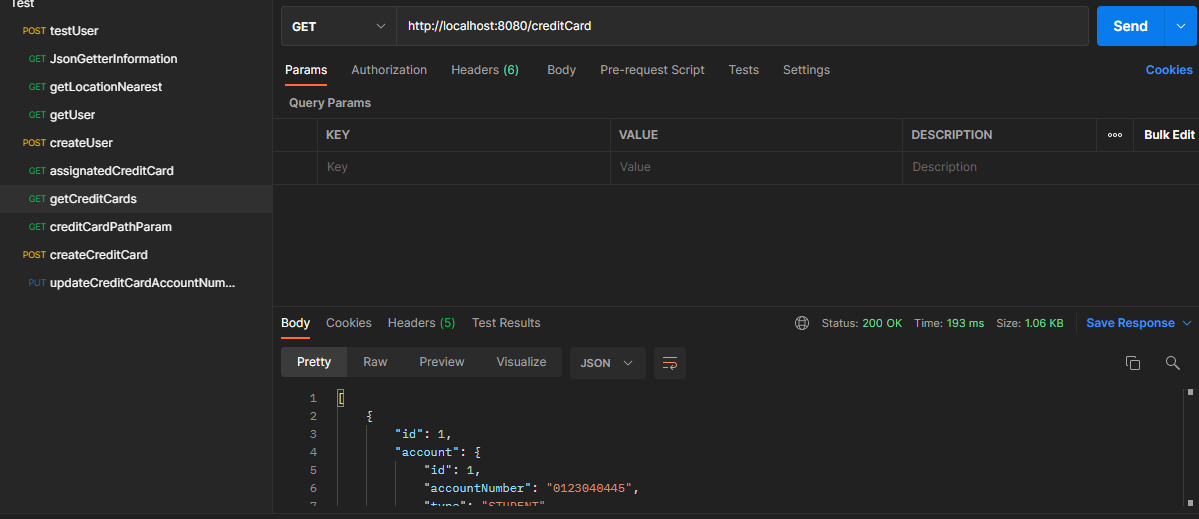 Test
POST testUser
GET JsonGetterInformation
GET getLocationNearest
GET getUser
POST createUser
GET assignatedCreditCard
GET getCreditCards
GET creditCardPathParam
POST createCreditCard
PUT updateCreditCardAccountNum...
GET http://localhost:8080/creditCard Send
Params Authorization Headers (6) Body Pre-request Script Tests Settings Cookies
Query Params
KEY VALUE DESCRIPTION Bulk Edit
Key Value Description
Body Cookies Headers (5) Test Results Status: 200 OK Time: 193 ms Size: 1.06 KB Save Response
Pretty Raw Preview Visualize JSON
1 [
2 {
3 "id": 1,
4 "account": {
5 "id": 1,
6 "accountNumber": "0123040445",
7 "type": "STUDENT"